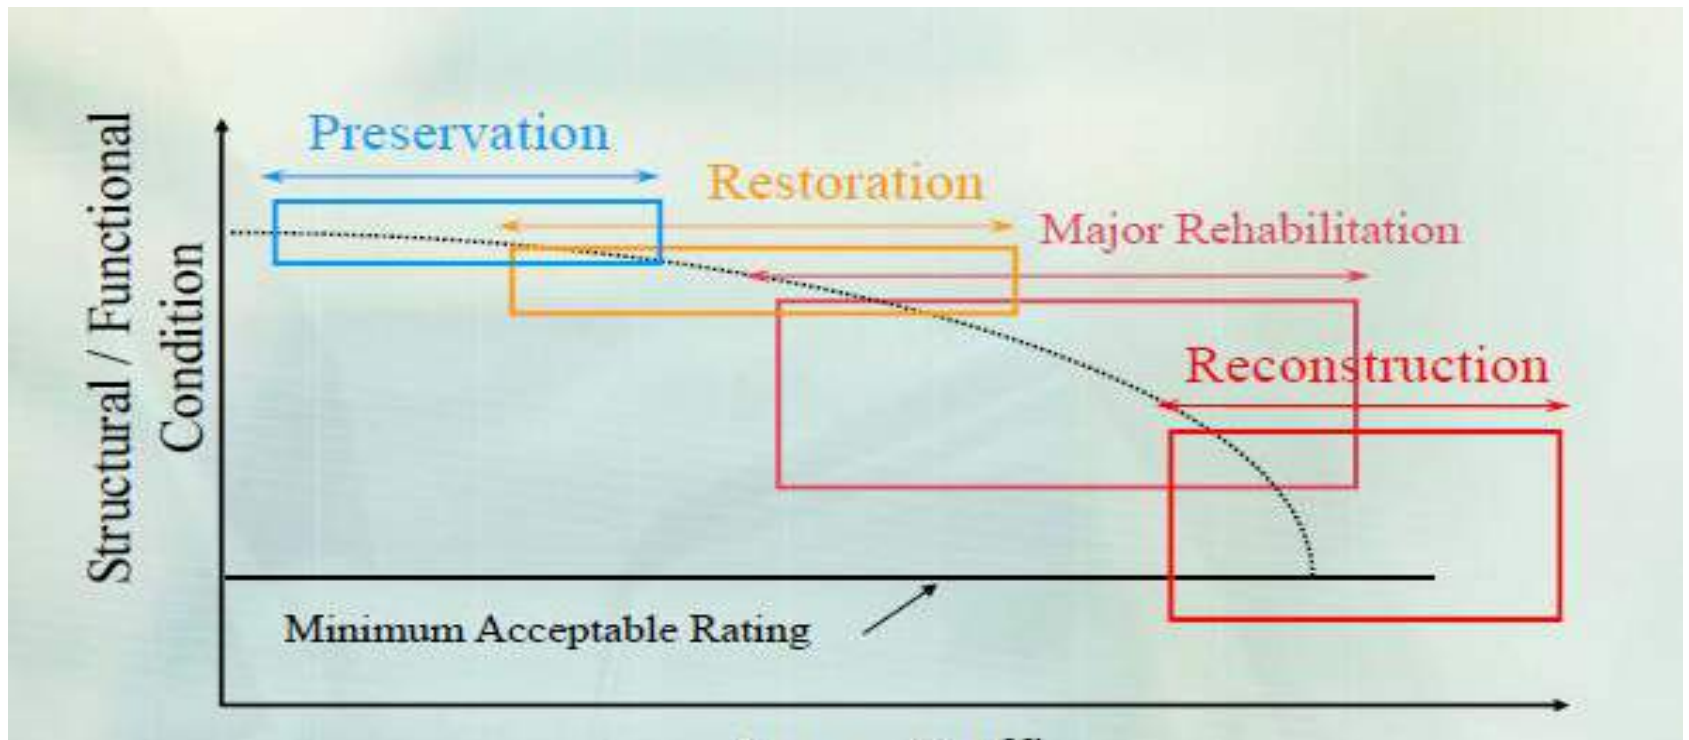 Preservation
Restoration
Major Rehabilitation
Reconstruction
Structural / Functional
Condition
Minimum Acceptable Rating